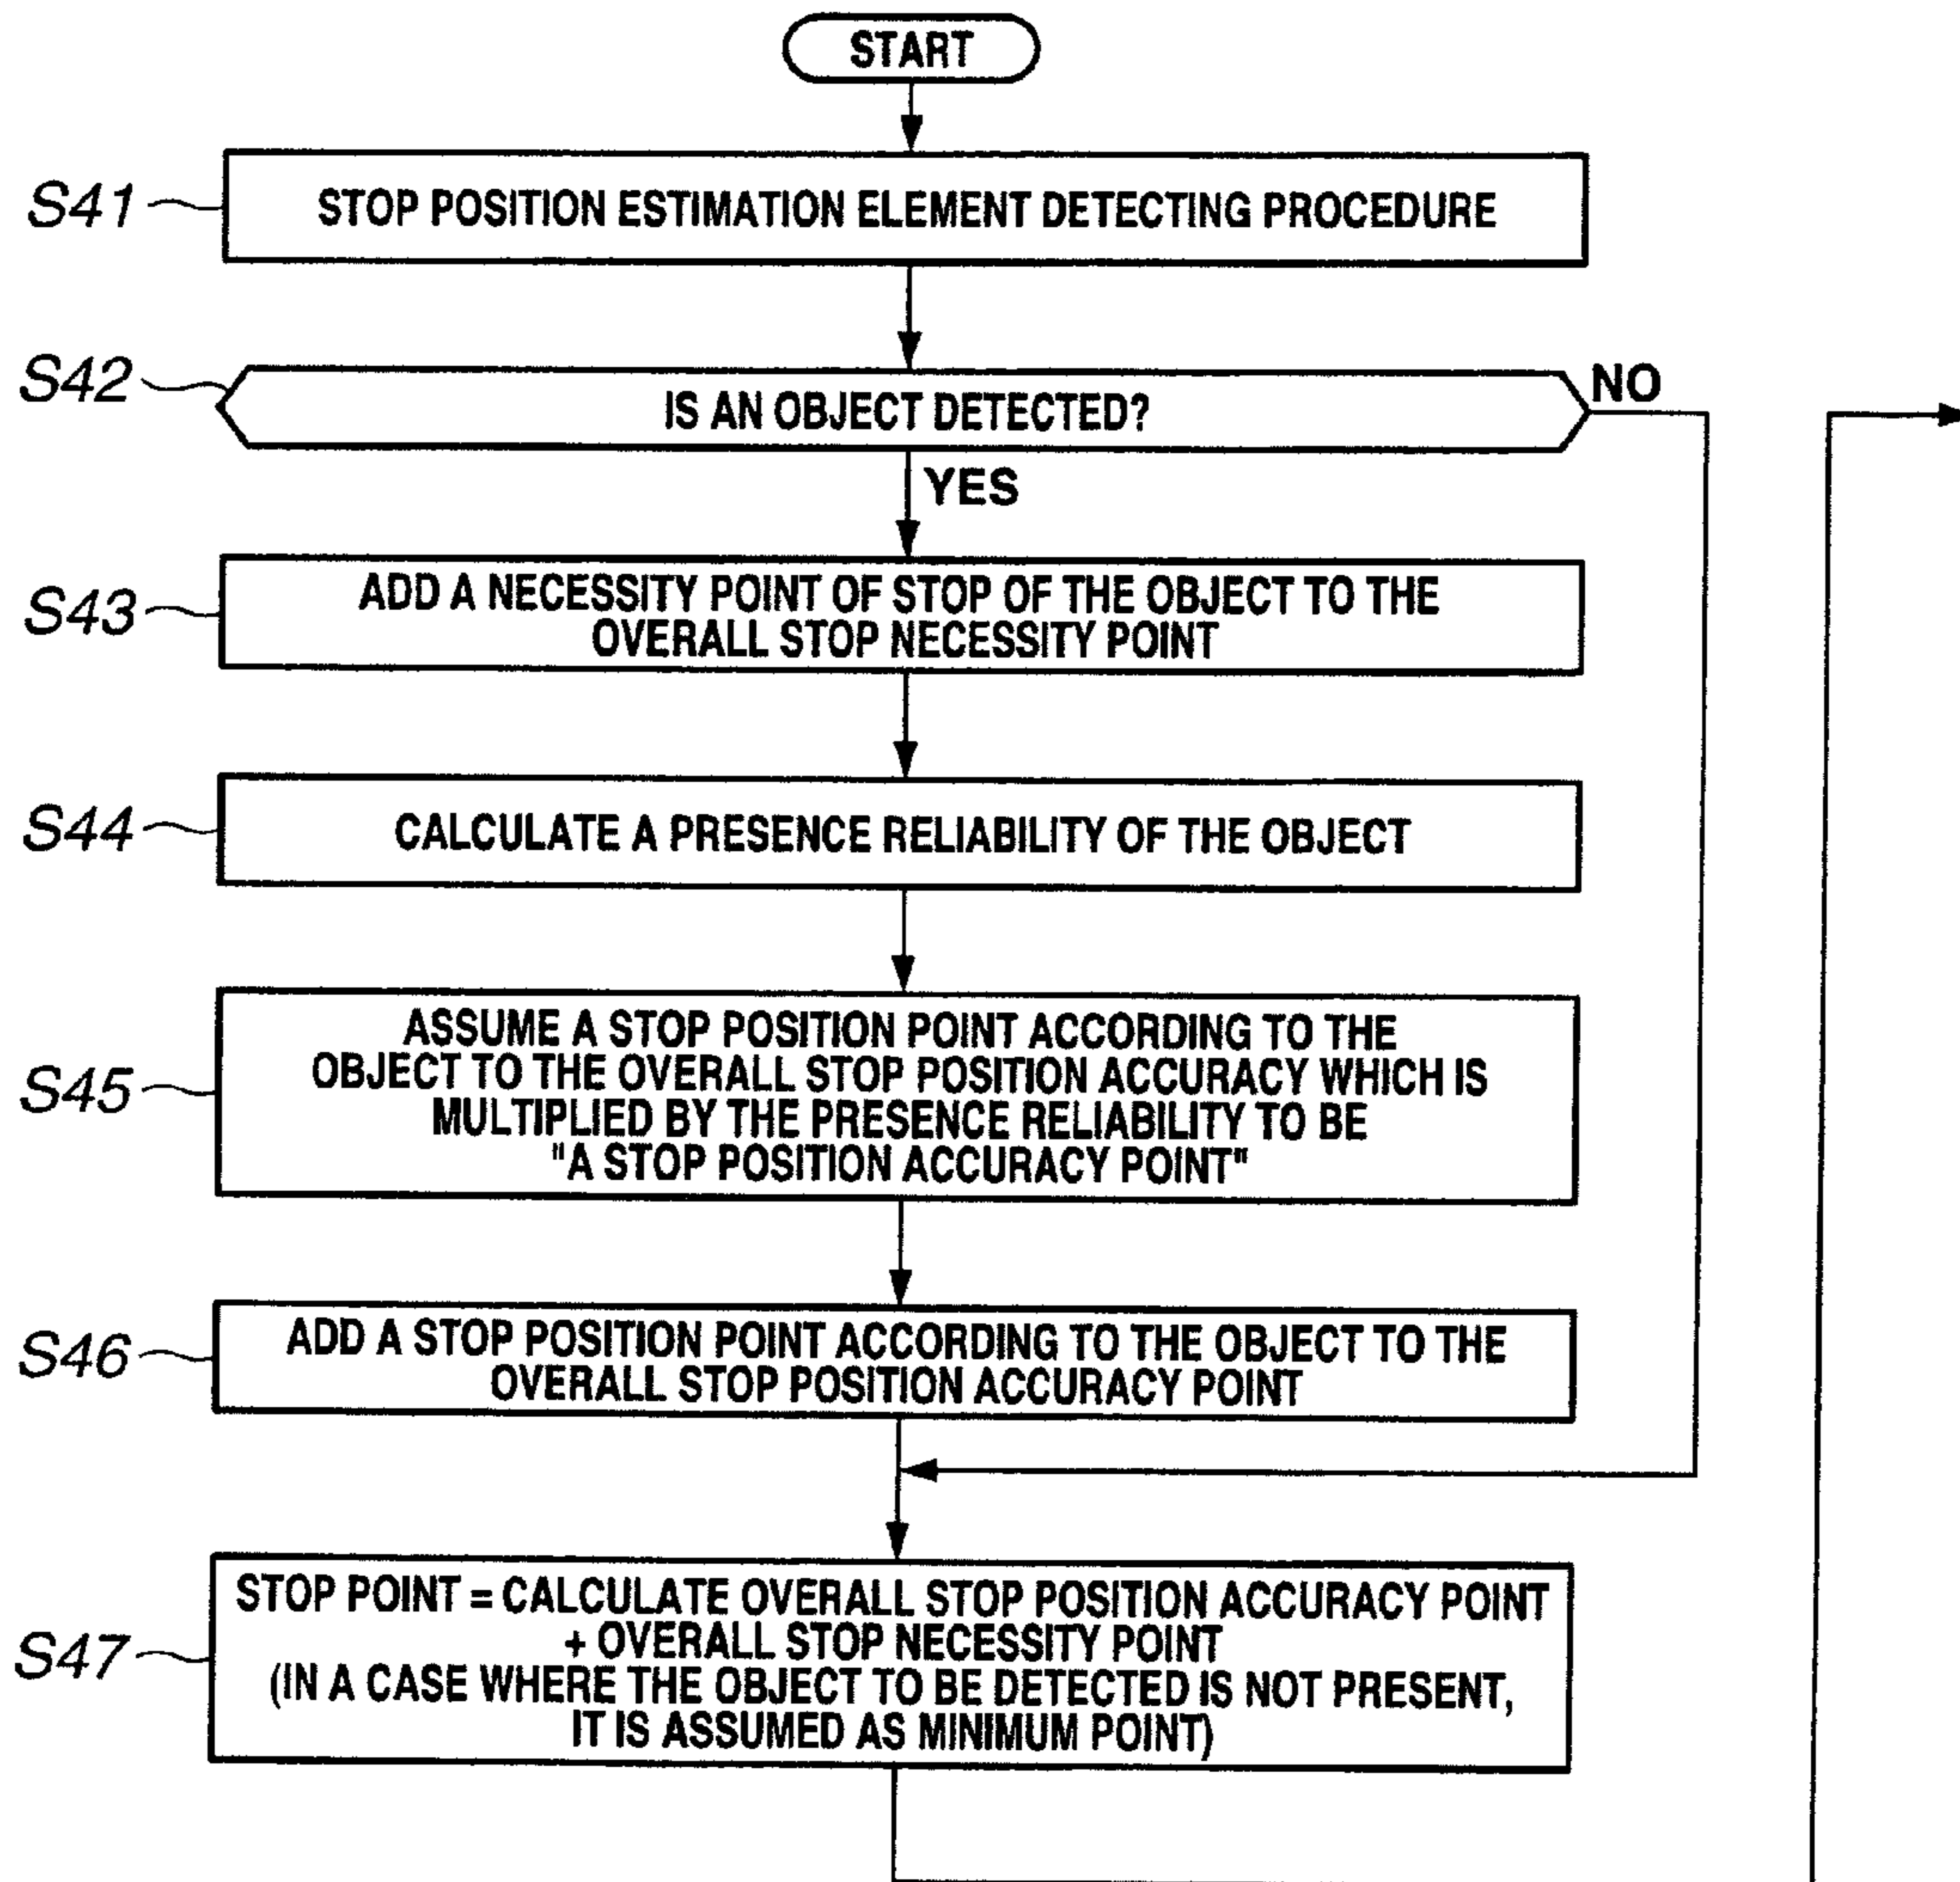 START
S41
STOP POSITION ESTIMATION ELEMENT DETECTING PROCEDURE
S42
IS AN OBJECT DETECTED?
NO
YES
S43
ADD A NECESSITY POINT OF STOP OF THE OBJECT TO THE
OVERALL STOP NECESSITY POINT
S44
CALCULATE A PRESENCE RELIABILITY OF THE OBJECT
S45
ASSUME A STOP POSITION POINT ACCORDING TO THE
OBJECT TO THE OVERALL STOP POSITION ACCURACY WHICH IS
MULTIPLIED BY THE PRESENCE RELIABILITY TO BE
"A STOP POSITION ACCURACY POINT"
S46
ADD A STOP POSITION POINT ACCORDING TO THE OBJECT TO THE
OVERALL STOP POSITION ACCURACY POINT
S47
STOP POINT = CALCULATE OVERALL STOP POSITION ACCURACY POINT
+ OVERALL STOP NECESSITY POINT
(IN A CASE WHERE THE OBJECT TO BE DETECTED IS NOT PRESENT,
IT IS ASSUMED AS MINIMUM POINT)